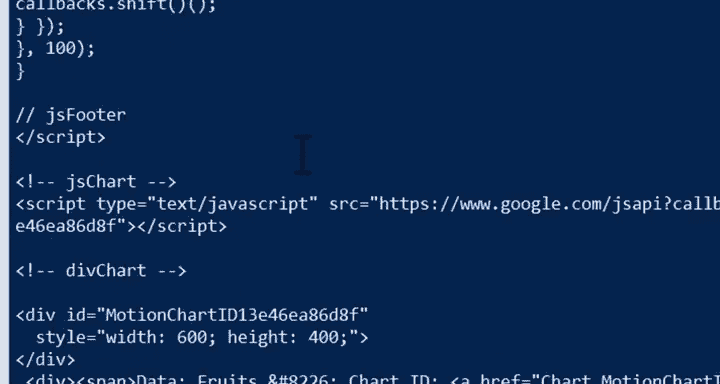 callbacks.shift()();
} });
}, 100);
}
// jsFooter
</script>
<!-- jsChart -->
<script type="text/javascript" src="https://www.google.com/jsapi?callb
e46ea86d8f"></script>
<!-- divChart -->
<div id="MotionChartID13e46ea86d8f"
style="width: 600; height: 400;">
</div>
<div><span>Data: Fruits &#8226; Chart ID: <a href="Chart_MotionChartI